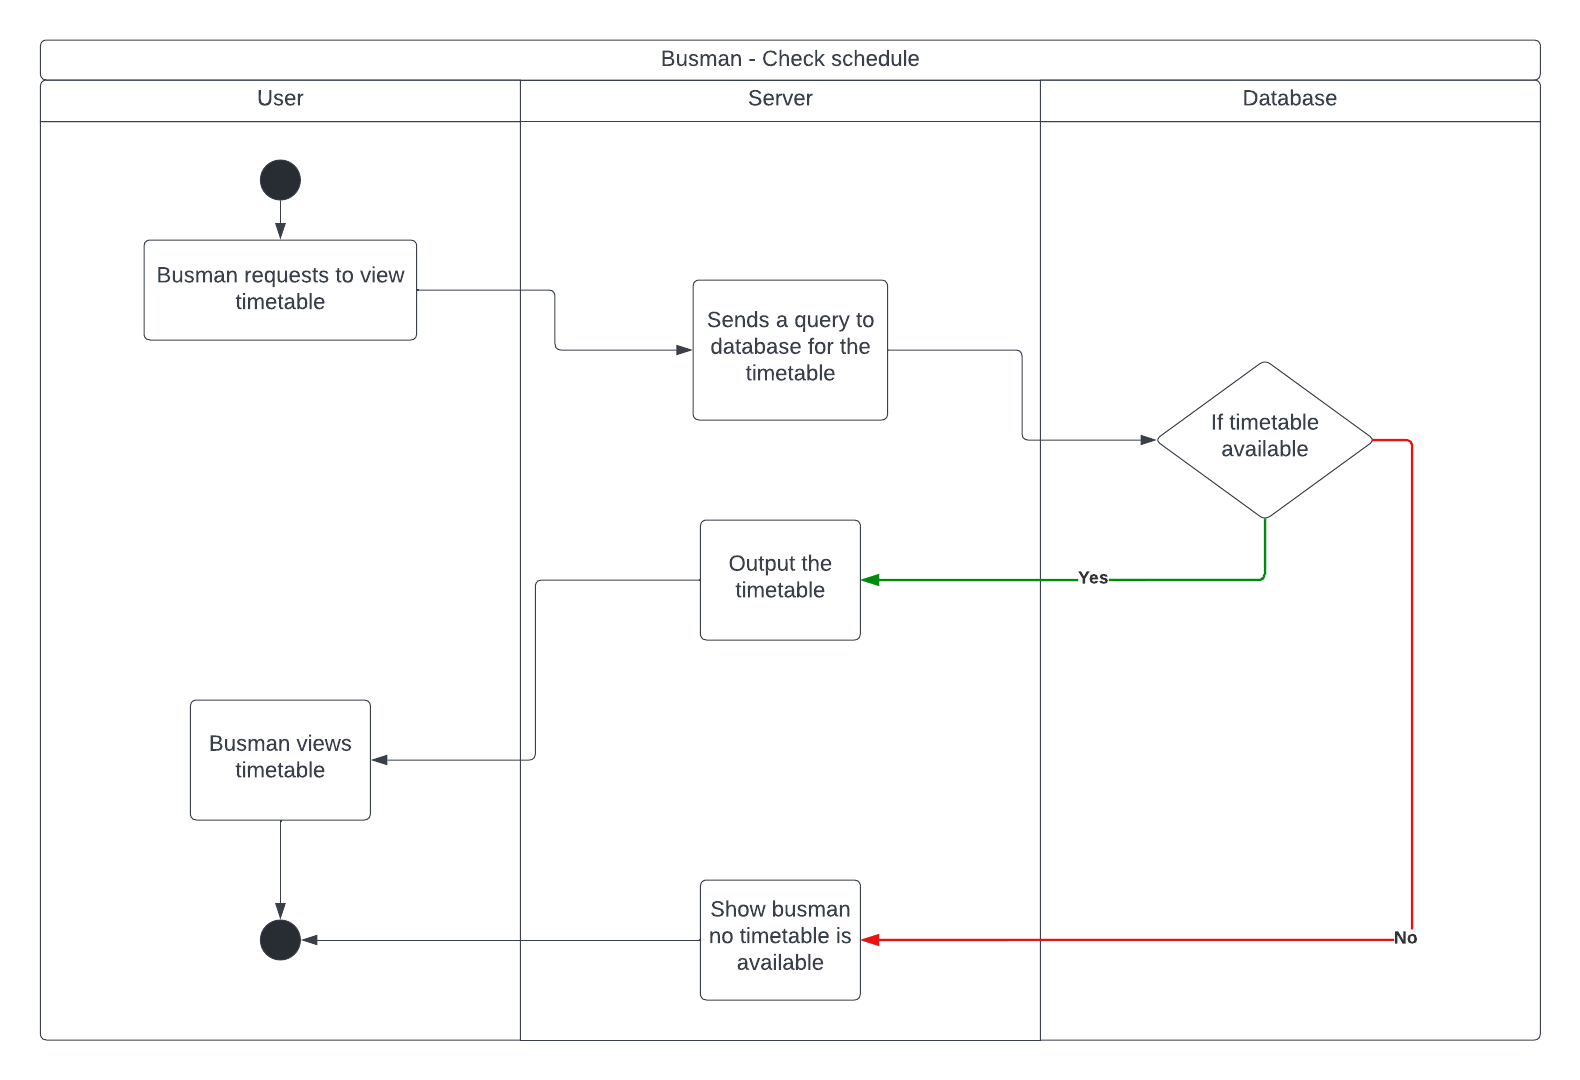 Busman - Check schedule
User
Server
Database
Busman requests to view
timetable
Sends a query to
database for the
timetable
If timetable
available
Output the
timetable
Yes
Busman views
timetable
Show busman
no timetable is
available
No